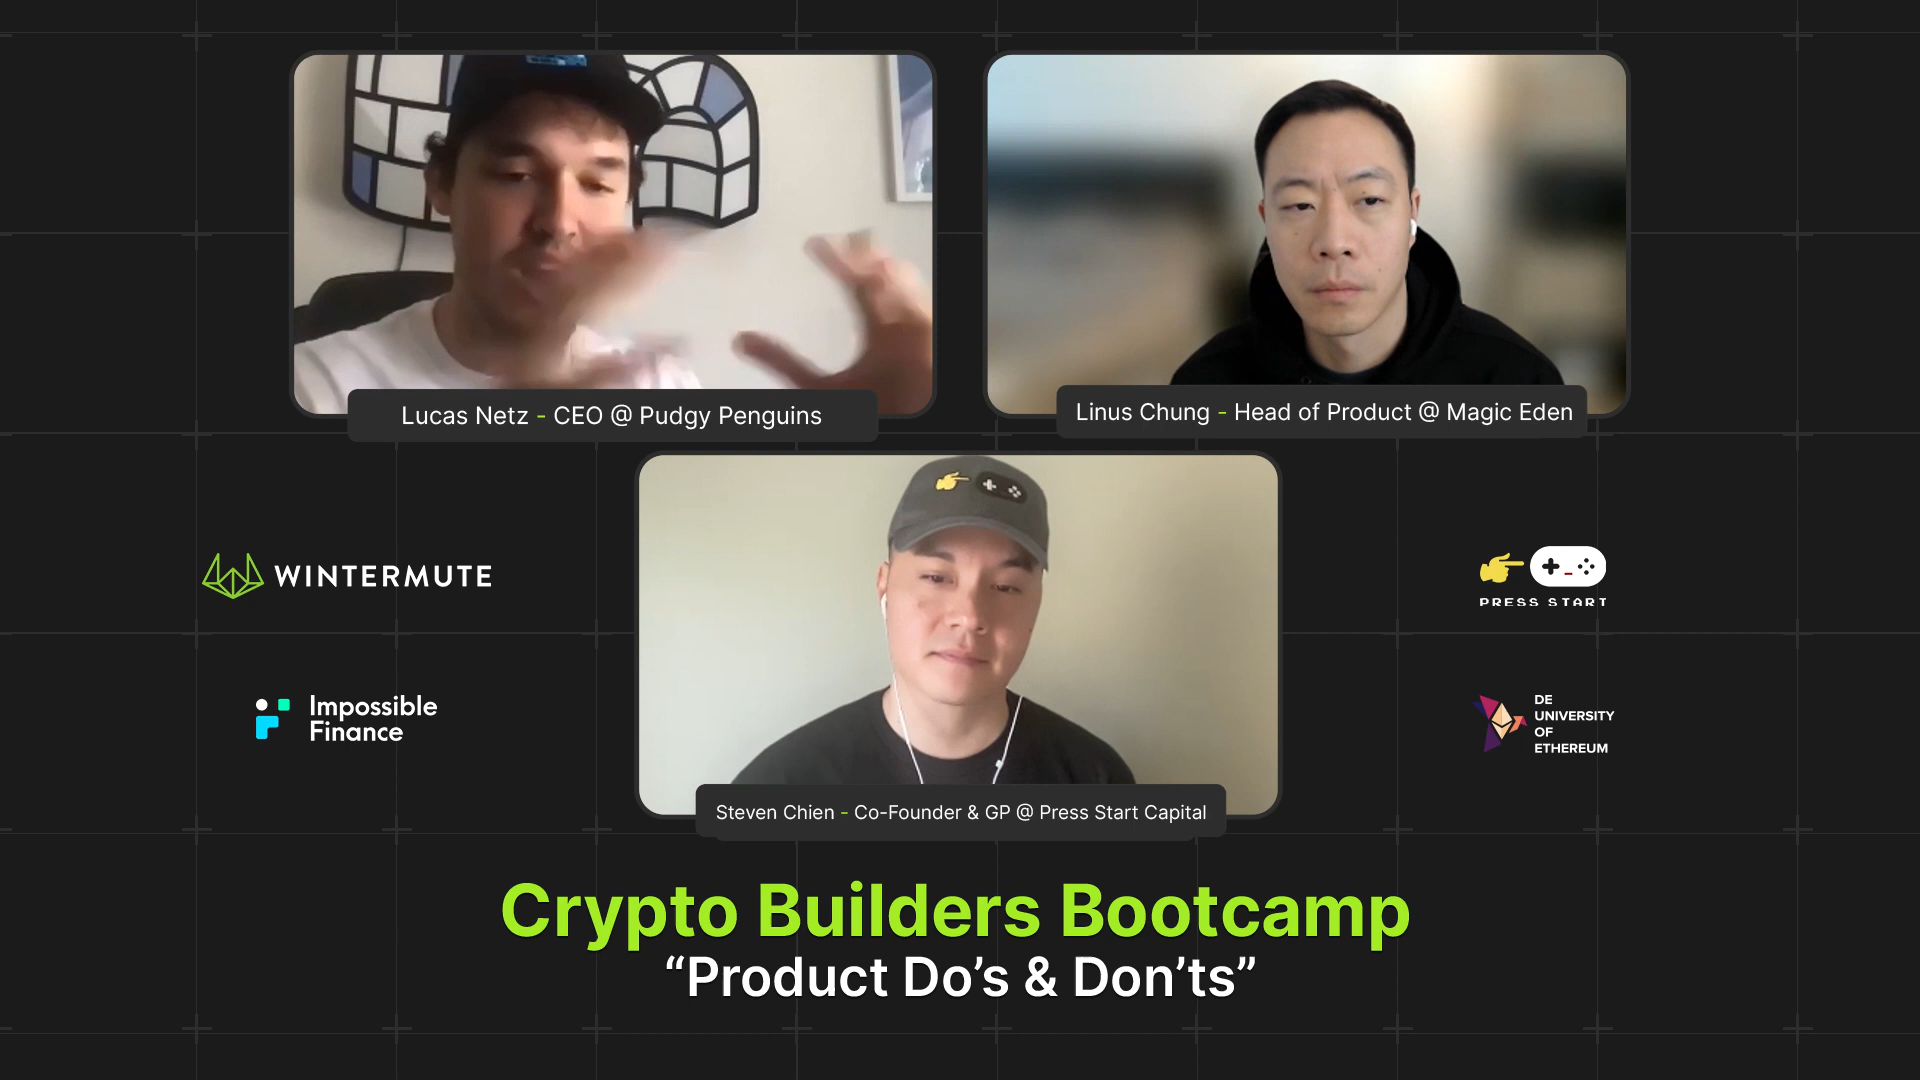 Lucas Netz - CEO @ Pudgy Penguins
Linus Chung - Head of Product @ Magic Eden
WINTERMUTE
PRESS START
Impossible
Finance
DE
UNIVERSITY
OF
ETHEREUM
Steven Chien - Co-Founder & GP @ Press Start Capital
Crypto Builders Bootcamp
“Product Do’s & Don’ts”